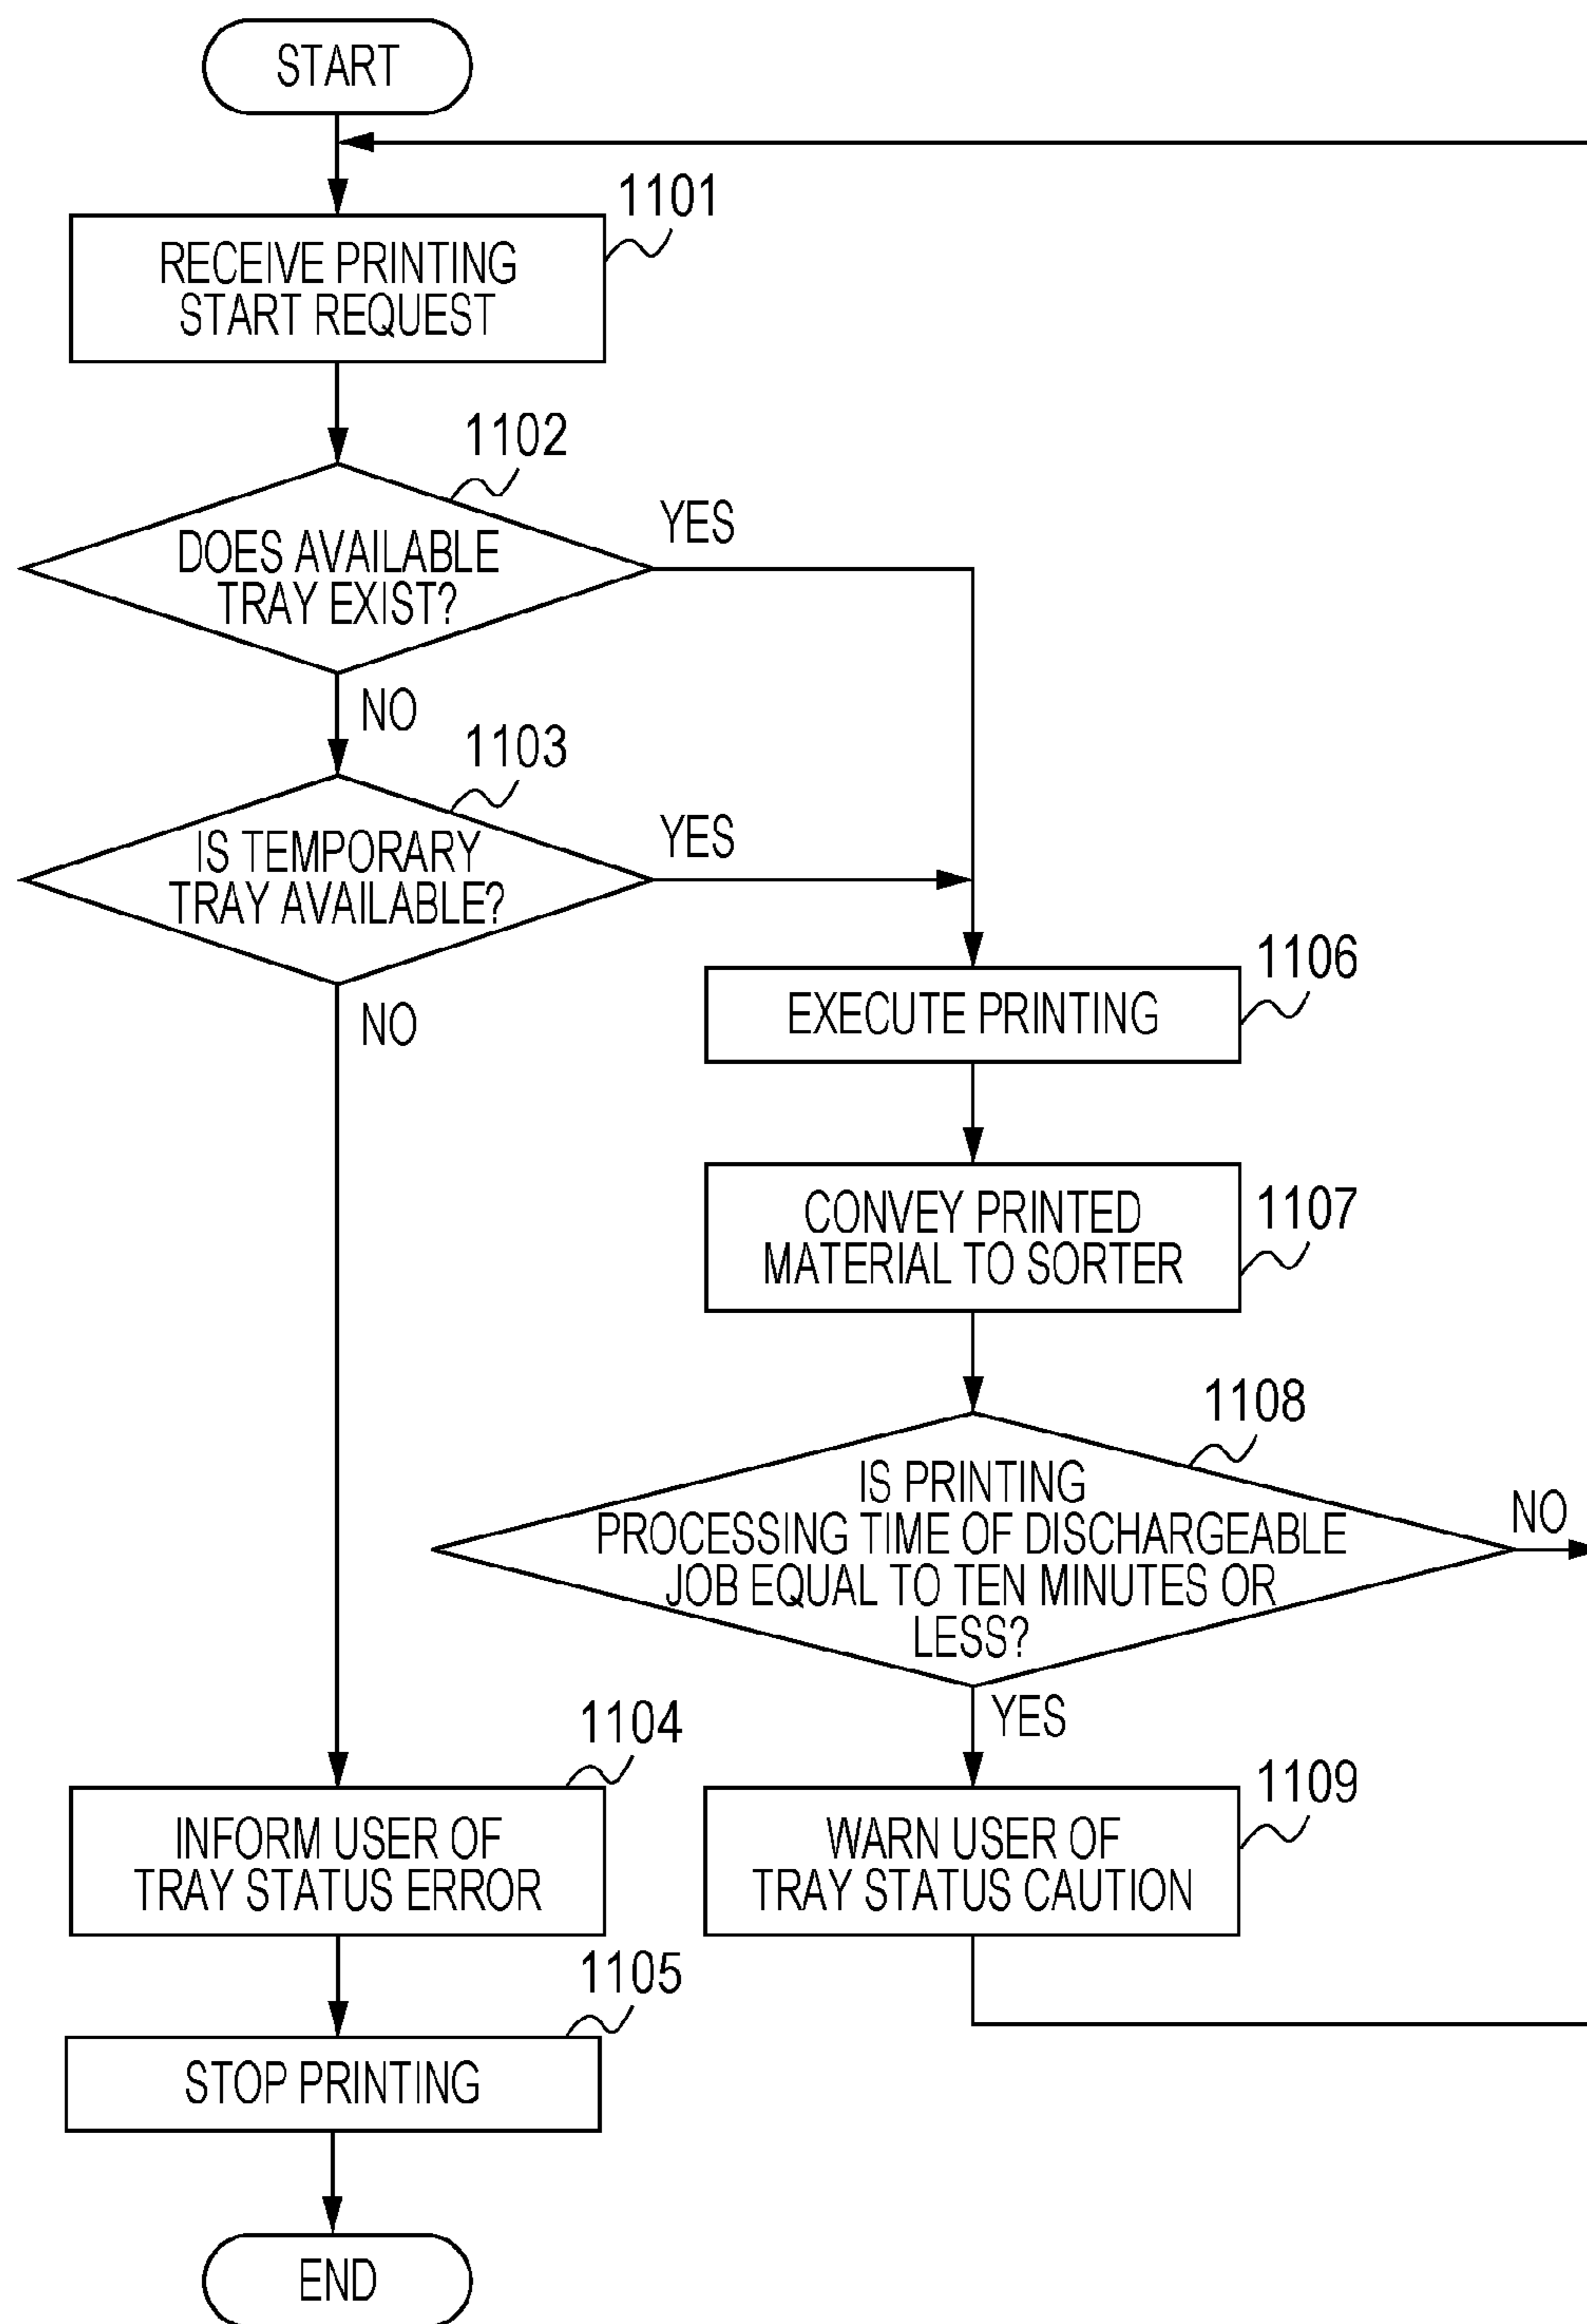 START
1101
RECEIVE PRINTING
START REQUEST
1102
DOES AVAILABLE
TRAY EXIST?
YES
NO
1103
IS TEMPORARY
TRAY AVAILABLE?
YES
NO
1106
EXECUTE PRINTING
1107
CONVEY PRINTED
MATERIAL TO SORTER
1108
IS PRINTING
PROCESSING TIME OF DISCHARGEABLE
JOB EQUAL TO TEN MINUTES OR
LESS?
NO
YES
1104
INFORM USER OF
TRAY STATUS ERROR
1109
WARN USER OF
TRAY STATUS CAUTION
1105
STOP PRINTING
END